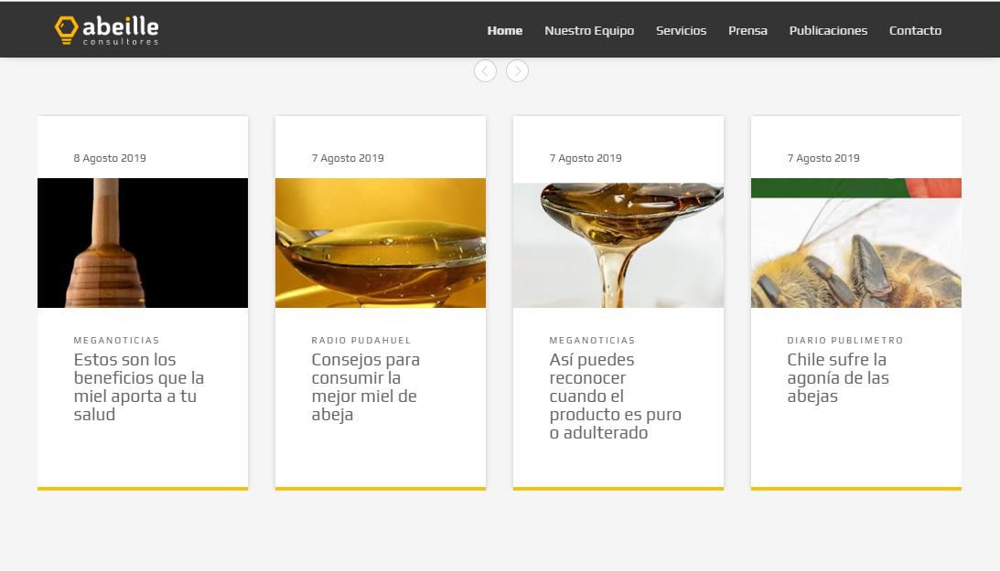 abeille
consultores
Home Nuestro Equipo Servicios Prensa Publicaciones Contacto
8 Agosto 2019
MEGANOTICIAS
Estos son los
beneficios que la
miel aporta a tu
salud
7 Agosto 2019
RADIO PUDAHUEL
Consejos para
consumir la
mejor miel de
abeja
7 Agosto 2019
MEGANOTICIAS
Así puedes
reconocer
cuando el
producto es puro
o adulterado
7 Agosto 2019
DIARIO PUBLIMETRO
Chile sufre la
agonía de las
abejas